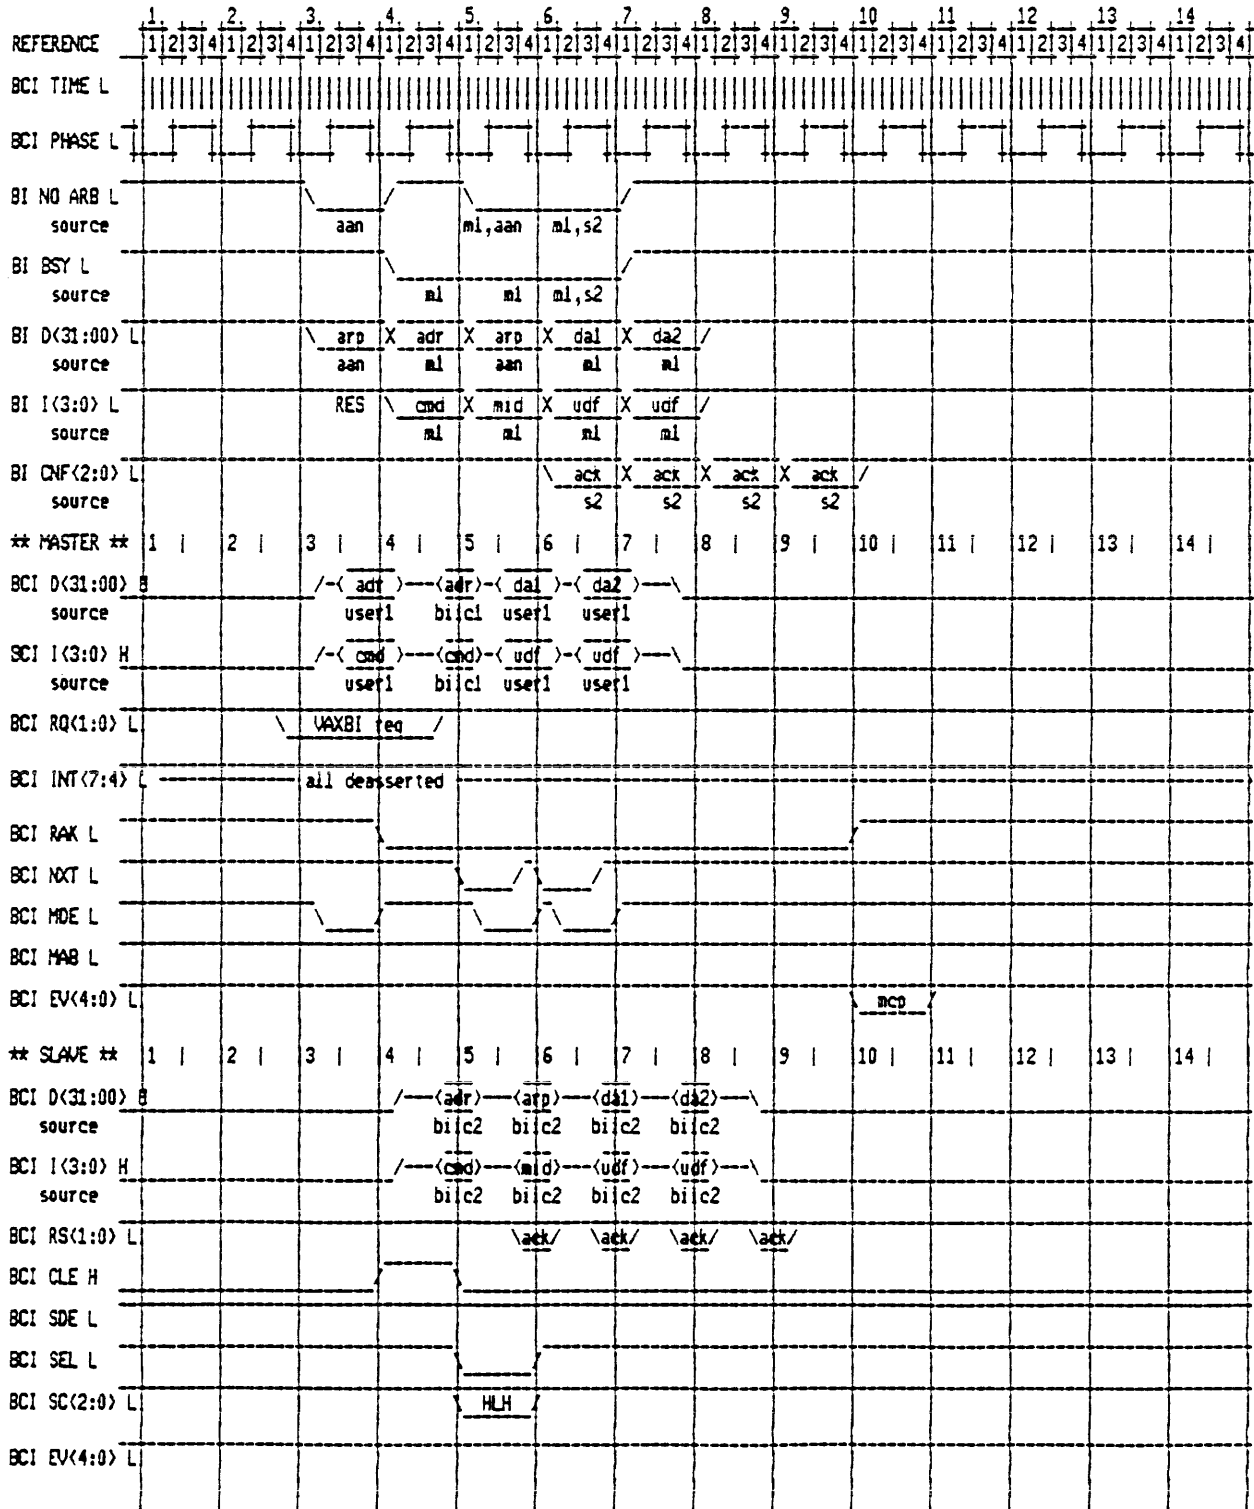 1. 2. 3. 4. 5. 6. 7. 8. 9. 10 11 12 13 14
REFERENCE |1|2|3|4|1|2|3|4|1|2|3|4|1|2|3|4|1|2|3|4|1|2|3|4|1|2|3|4|1|2|3|4|1|2|3|4|1|2|3|4|1|2|3|4|1|2|3|4|1|2|3|4|1|2|3|4|
BCI TIME L
BCI PHASE L
BI NO ARB L
source aan m1,aan m1,s2
BI BSY L
source m1 m1 m1,s2
BI D<31:00> L \ arp X adr X arp X da1 X da2 /
source aan m1 aan m1 m1
BI I<3:0> L RES \ cmd X mid X udf X udf /
source m1 m1 m1 m1
BI CNF<2:0> L \ ack X ack X ack X ack /
source s2 s2 s2 s2
** MASTER ** |1 | |2 | |3 | |4 | |5 | |6 | |7 | |8 | |9 | |10 | |11 | |12 | |13 | |14 |
BCI D<31:00> H /-< adr >---<adr>-< da1 >-< da2 >---\
source user1 biic1 user1 user1
BCI I<3:0> H /-< cmd >---<cmd>-< udf >-< udf >---\
source user1 biic1 user1 user1
BCI RQ<1:0> L \ VAXBI req /
BCI INT<7:4> L all deasserted
BCI RAK L
BCI NXT L
BCI MDE L
BCI MAB L
BCI EV<4:0> L \ mcp /
** SLAVE ** |1 | |2 | |3 | |4 | |5 | |6 | |7 | |8 | |9 | |10 | |11 | |12 | |13 | |14 |
BCI D<31:00> H /---<adr>---<arp>---<da1>---<da2>---\
source biic2 biic2 biic2 biic2
BCI I<3:0> H /---<cmd>---<mid>---<udf>---<udf>---\
source biic2 biic2 biic2 biic2
BCI RS<1:0> L \ack/ \ack/ \ack/ \ack/
BCI CLE H
BCI SDE L
BCI SEL L
BCI SC<2:0> L \ HLH /
BCI EV<4:0> L